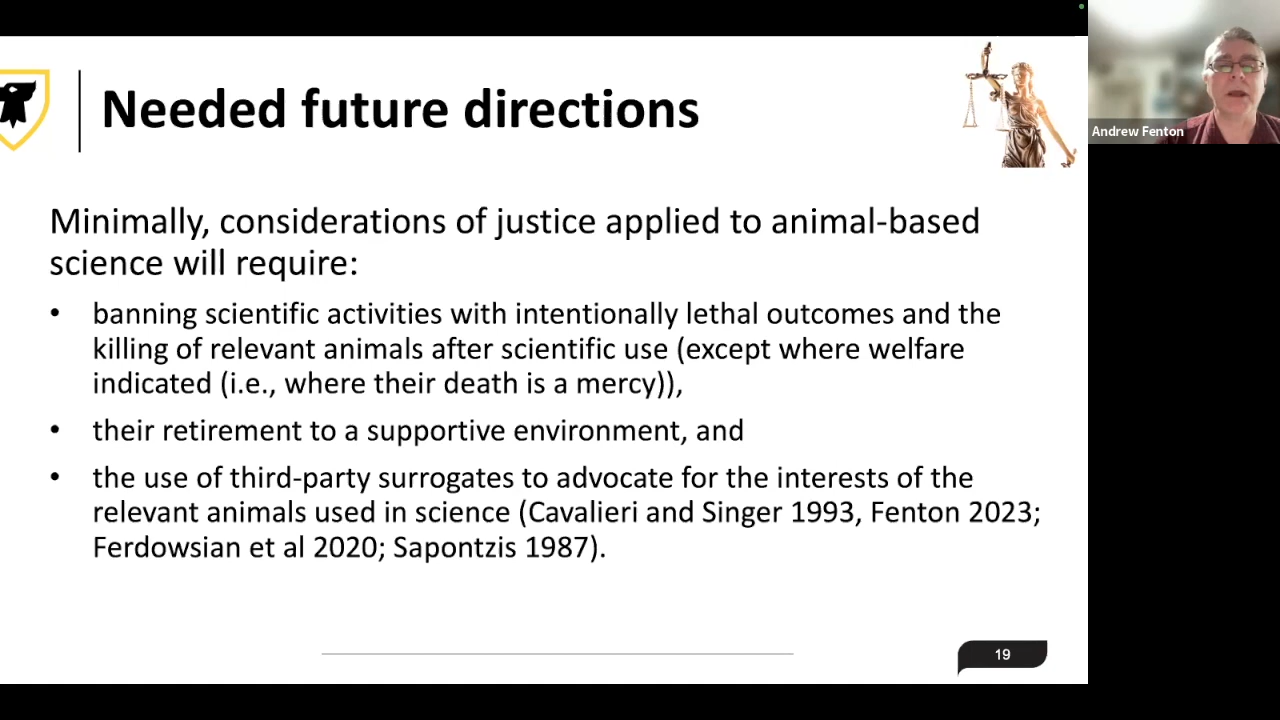 Needed future directions
Andrew Fenton
Minimally, considerations of justice applied to animal-based
science will require:
• banning scientific activities with intentionally lethal outcomes and the
killing of relevant animals after scientific use (except where welfare
indicated (i.e., where their death is a mercy)),
• their retirement to a supportive environment, and
• the use of third-party surrogates to advocate for the interests of the
relevant animals used in science (Cavalieri and Singer 1993, Fenton 2023;
Ferdowsian et al 2020; Sapontzis 1987).
19